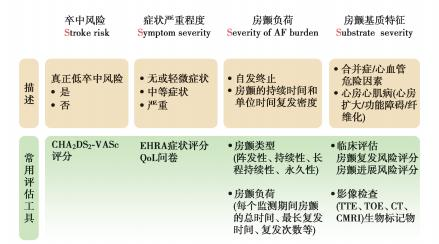 卒中风险
Stroke risk
症状严重程度
Symptom severity
房颤负荷
Severity of AF burden
房颤基质特征
Substrate severity
描述
真正低卒中风险
• 是
• 否
• 无或轻微症状
• 中等症状
• 严重
• 自发终止
• 房颤的持续时间和
单位时间复发密度
• 合并症/心血管
危险因素
• 心房心肌病(心房
扩大/功能障碍/纤
维化)
常用评估工具
CHA2DS2-VASc
评分
EHRA症状评分
QoL问卷
• 房颤类型
(阵发性、持续性、长
程持续性、永久性)
• 房颤负荷
(每个监测期间房颤
的总时间、最长复发
时间、复发次数等)
• 临床评估
房颤复发风险评分
房颤进展风险评分
• 影像检查
(TTE、TOE、CT、
CMRI)生物标记物